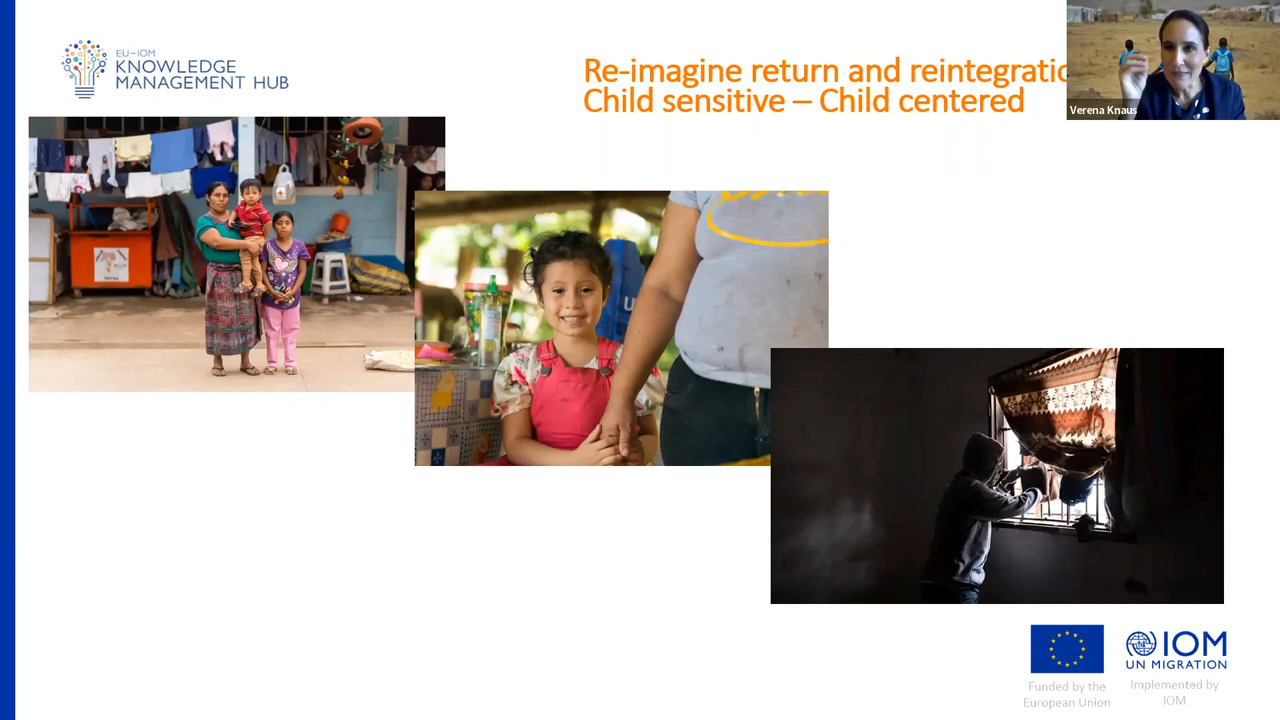 EU–IOM
KNOWLEDGE
MANAGEMENT HUB
Re-imagine return and reintegratio
Child sensitive – Child centered
Verena Knaus
IOM
UN MIGRATION
Funded by the
European Union
Implemented by
IOM